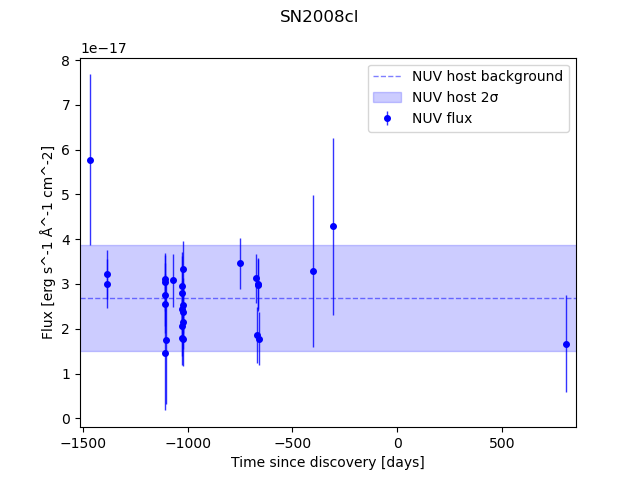 SN2008cl
1e−17
8
7
6
5
4
3
2
1
0
Flux [erg s^-1 Å^-1 cm^-2]
NUV host background
NUV host 2σ
NUV flux
−1500 −1000 −500 0 500
Time since discovery [days]